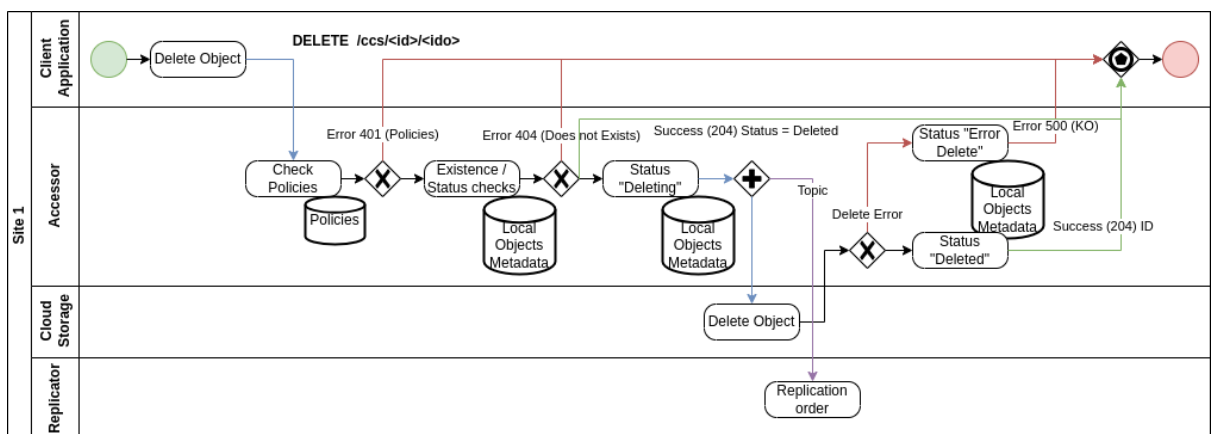 Site 1
Client
Application
Delete Object
DELETE /ccs/<id>/<ido>
Accessor
Error 401 (Policies)
Error 404 (Does not Exists)
Success (204) Status = Deleted
Status "Error
Delete"
Error 500 (KO)
Check
Policies
Policies
Existence /
Status checks
Local
Objects
Metadata
Status
"Deleting"
Local
Objects
Metadata
Topic
Delete Error
Local
Objects
Metadata
Status
"Deleted"
Success (204) ID
Cloud
Storage
Delete Object
Replicator
Replication
order